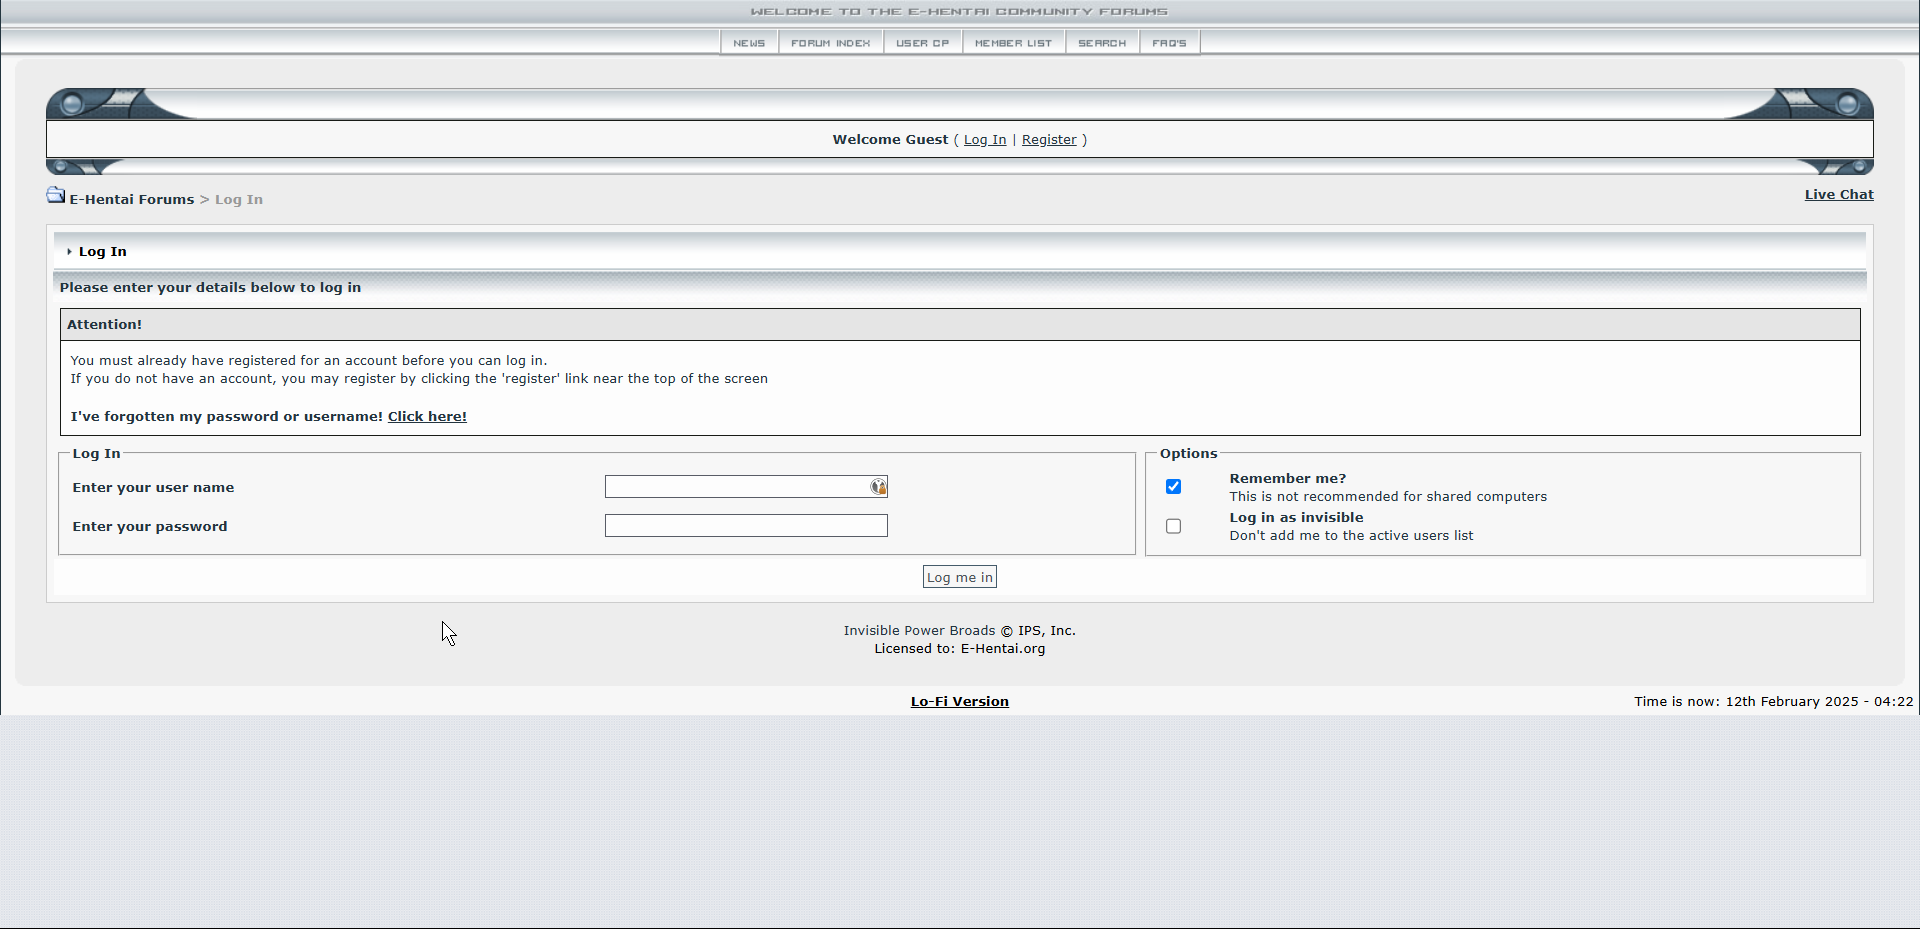 WELCOME TO THE E-HENTAI COMMUNITY FORUMS
NEWS
FORUM INDEX
USER CP
MEMBER LIST
SEARCH
FAQ'S
Welcome Guest ( Log In | Register )
E-Hentai Forums > Log In
Live Chat
Log In
Please enter your details below to log in
Attention!
You must already have registered for an account before you can log in.
If you do not have an account, you may register by clicking the 'register' link near the top of the screen
I've forgotten my password or username! Click here!
Log In
Enter your user name
Enter your password
Options
Remember me?
This is not recommended for shared computers
Log in as invisible
Don't add me to the active users list
Log me in
Invisible Power Broads © IPS, Inc.
Licensed to: E-Hentai.org
Lo-Fi Version
Time is now: 12th February 2025 - 04:22